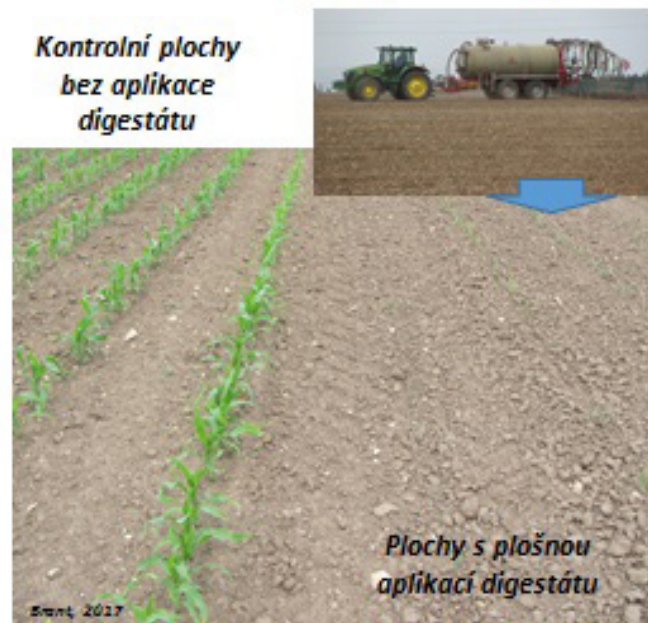 Kontrolní plochy
bez aplikace
digestátu
Plochy s plošnou
aplikací digestátu
Brant, 2017